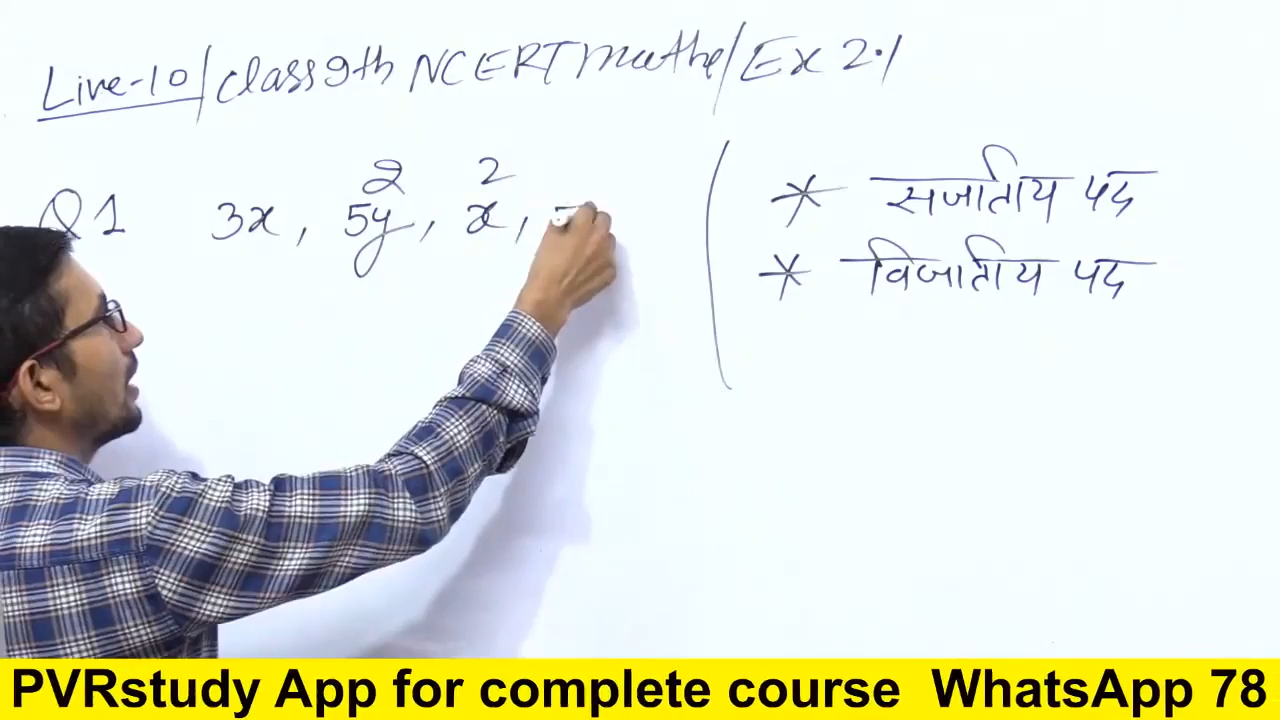 Live-10/class 9th NCERT maths/Ex 2.1
Q 1 3x, 5y², x²,
* सजातीय पद
* विजातीय पद
PVRstudy App for complete course WhatsApp 78